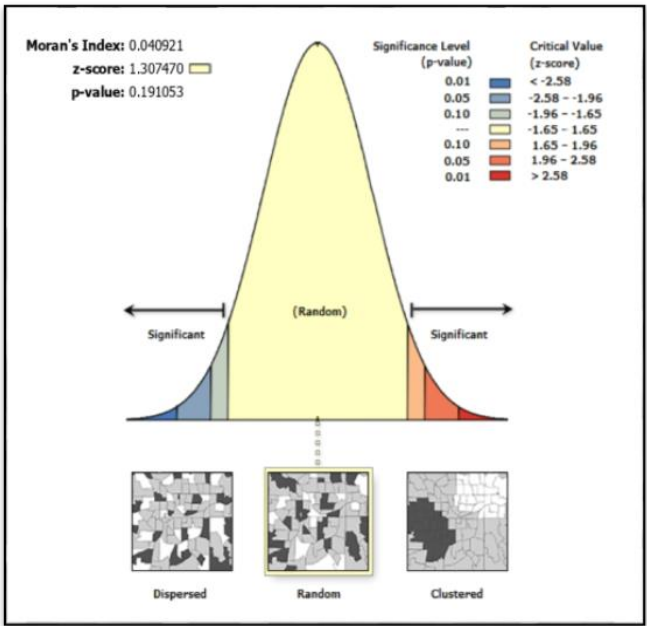 Moran's Index: 0.040921
z-score: 1.307470
p-value: 0.191053
Significance Level
(p-value)
Critical Value
(z-score)
0.01 < -2.58
0.05 -2.58 – -1.96
0.10 -1.96 – -1.65
--- -1.65 – 1.65
0.10 1.65 – 1.96
0.05 1.96 – 2.58
0.01 > 2.58
(Random)
Significant
Significant
Dispersed
Random
Clustered